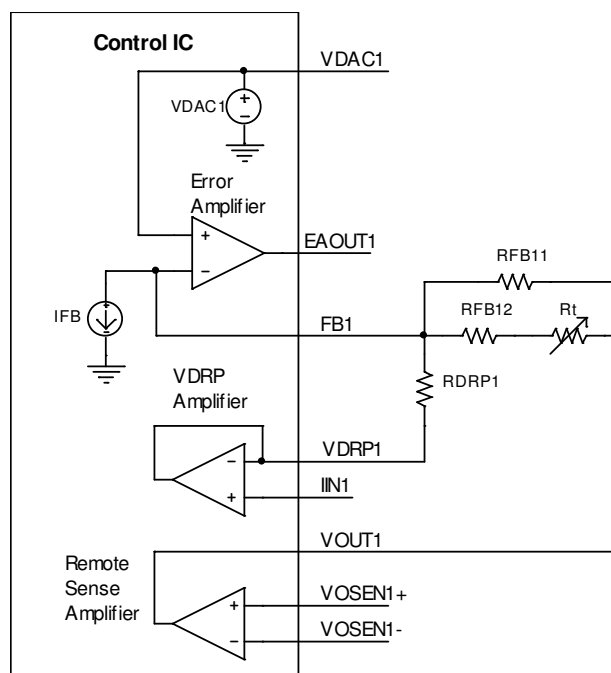 Control IC
VDAC1
VDAC1
+
−
Error
Amplifier
+
−
EAOUT1
RFB11
IFB
+
−
FB1
RFB12
Rt
VDRP
Amplifier
RDRP1
−
+
VDRP1
IIN1
VOUT1
Remote
Sense
Amplifier
+
−
VOSEN1+
VOSEN1-